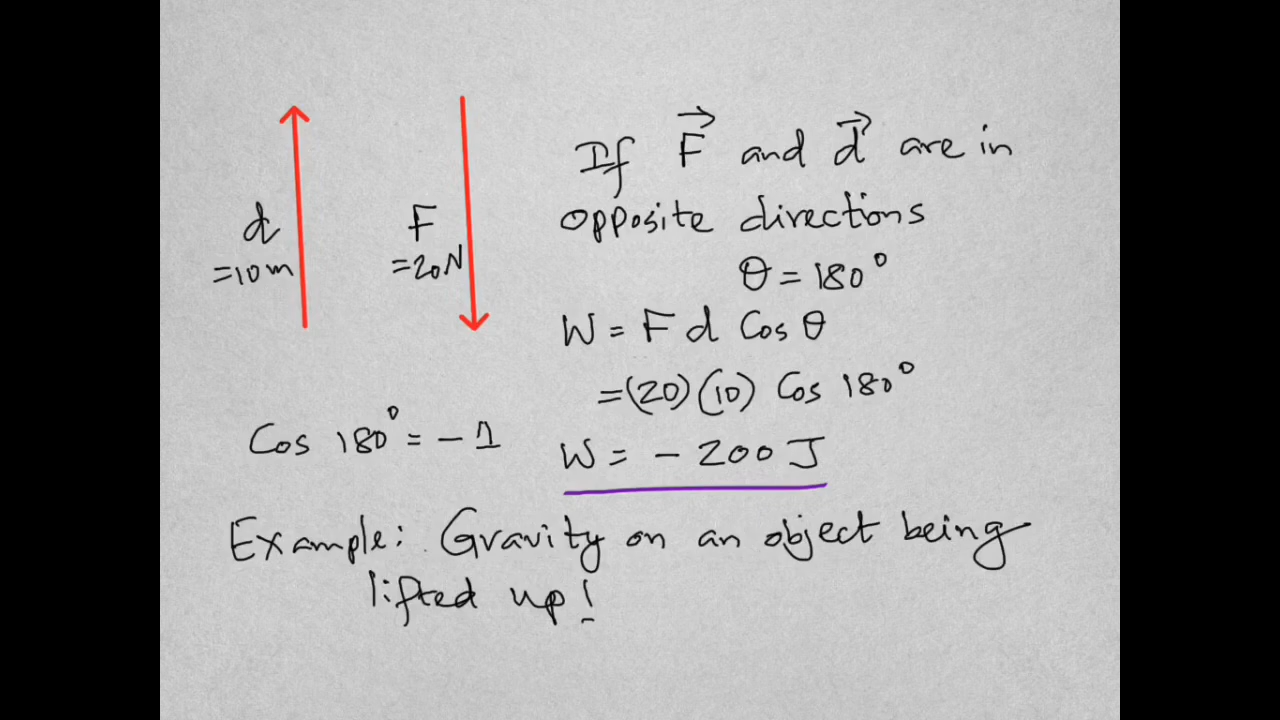 d
=10m
F
=20N
If F⃗ and d⃗ are in
opposite directions
θ = 180°
W = F d Cos θ
=(20)(10) Cos 180°
Cos 180° = -1
W = - 200 J
Example: Gravity on an object being
lifted up!